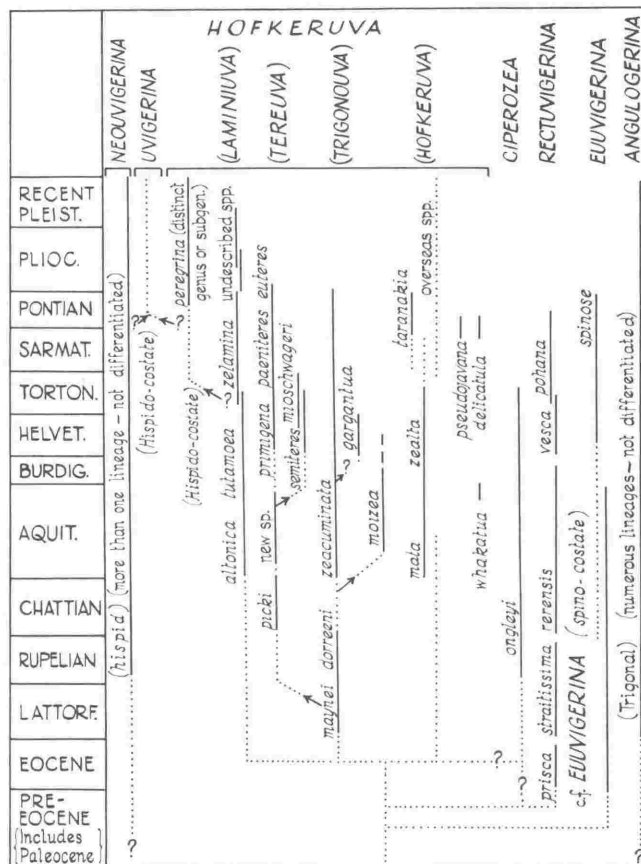 HOFKERUVA
NEOUVIGERINA
UVIGERINA
(LAMINIUVA)
(TEREUVA)
(TRIGONOUVA)
(HOFKERUVA)
CIPEROZEA
RECTUVIGERINA
EUUVIGERINA
ANGULOGERINA
RECENT
PLEIST.
PLIOC.
PONTIAN
SARMAT.
TORTON.
HELVET.
BURDIG.
AQUIT.
CHATTIAN
RUPELIAN
LATTORF.
EOCENE
PRE-
EOCENE
(Includes
Paleocene)
(hispid) (more than one lineage - not differentiated)
?
(Hispido-costate)
? ?
peregrina (distinct
genus or subgen.)
(Hispido-costate)
?
altonica tutamoea zelamina undescribed spp.
picki new sp. primigena paeniteres euteres
semiteres mioschwageri
maynei dorreeni zeacuminata
?
gargantua
moizea
mata zealta
taranakia
overseas spp.
whakatua pseudojavana
delicatula
ongleyi
?
?
prisca straitissima rerensis vesca pohana
c.f. EUUVIGERINA (spino-costate)
spinose
(Trigonal) (numerous lineages - not differentiated)
?